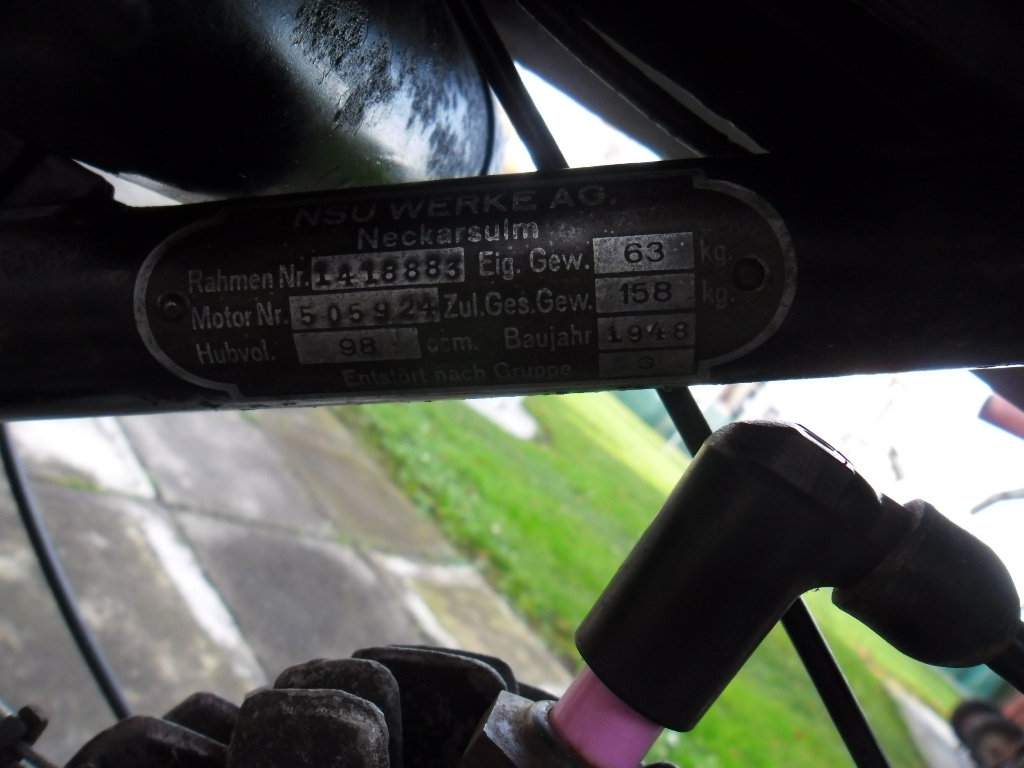 NSU WERKE AG.
Neckarsulm
Rahmen Nr. 1418883 Eig. Gew. 63 kg.
Motor Nr. 505924 Zul.Ges.Gew. 158 kg.
Hubvol. 98 ccm. Baujahr 1948
Entstört nach Gruppe 3